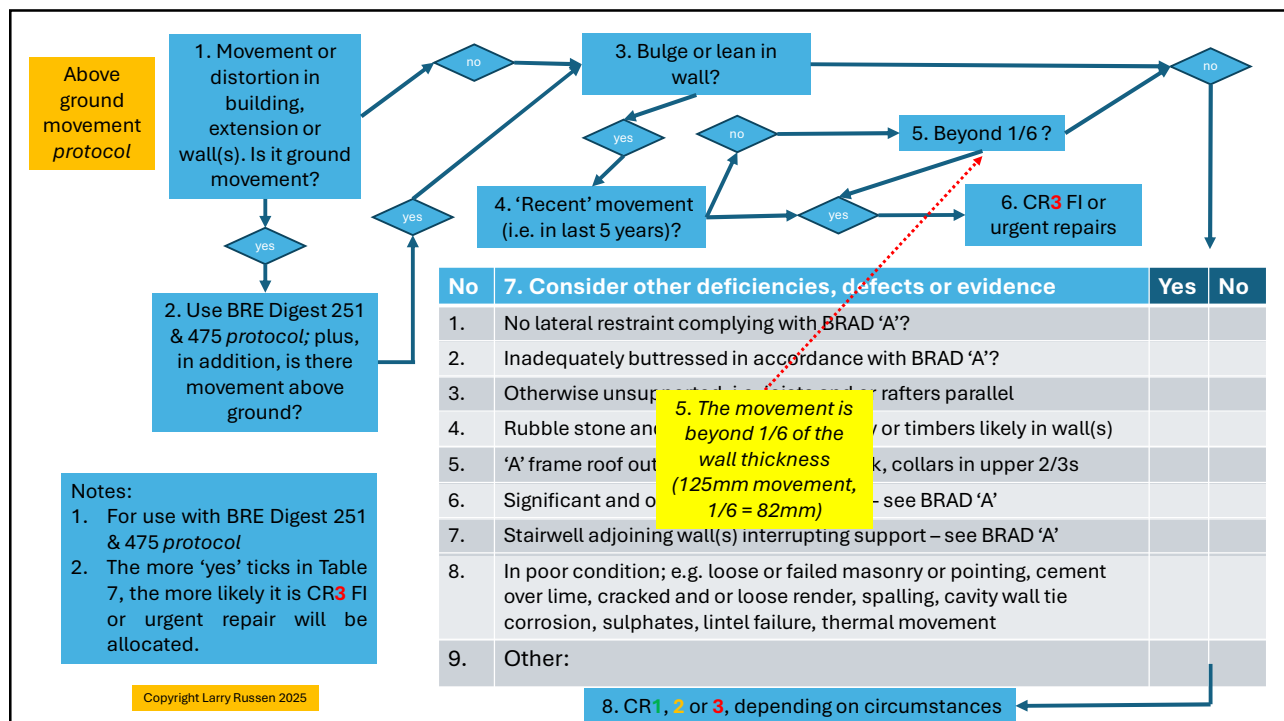 Above
ground
movement
protocol
1. Movement or
distortion in
building,
extension or
wall(s). Is it ground
movement?
no
3. Bulge or lean in
wall?
no
yes
no
5. Beyond 1/6 ?
yes
4. ‘Recent’ movement
(i.e. in last 5 years)?
yes
6. CR3 FI or
urgent repairs
yes
2. Use BRE Digest 251
& 475 protocol; plus,
in addition, is there
movement above
ground?
No 7. Consider other deficiencies, defects or evidence Yes No
1. No lateral restraint complying with BRAD ‘A’?
2. Inadequately buttressed in accordance with BRAD ‘A’?
3. Otherwise rafters parallel
4. Rubble stone or timbers likely in wall(s)
5. ‘A’ frame roof collars in upper 2/3s
6. Significant and – see BRAD ‘A’
7. Stairwell adjoining wall(s) interrupting support – see BRAD ‘A’
8. In poor condition; e.g. loose or failed masonry or pointing, cement
over lime, cracked and or loose render, spalling, cavity wall tie
corrosion, sulphates, lintel failure, thermal movement
9. Other:
5. The movement is
beyond 1/6 of the
wall thickness
(125mm movement,
1/6 = 82mm)
Notes:
1. For use with BRE Digest 251
& 475 protocol
2. The more ‘yes’ ticks in Table
7, the more likely it is CR3 FI
or urgent repair will be
allocated.
Copyright Larry Russen 2025
8. CR1, 2 or 3, depending on circumstances